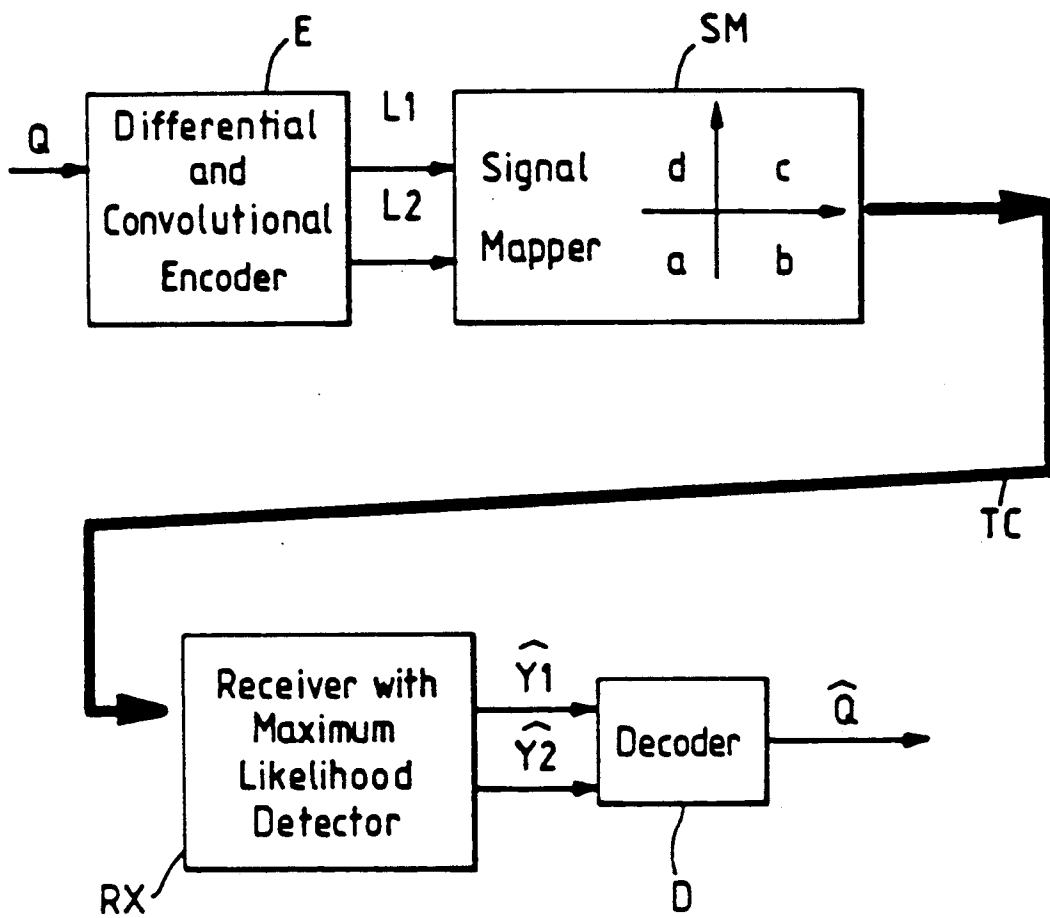 E
SM
Q
Differential
and
Convolutional
Encoder
L1
L2
Signal
Mapper
d
c
a
b
TC
Receiver with
Maximum
Likelihood
Detector
Ŷ1
Ŷ2
Decoder
Q̂
RX
D